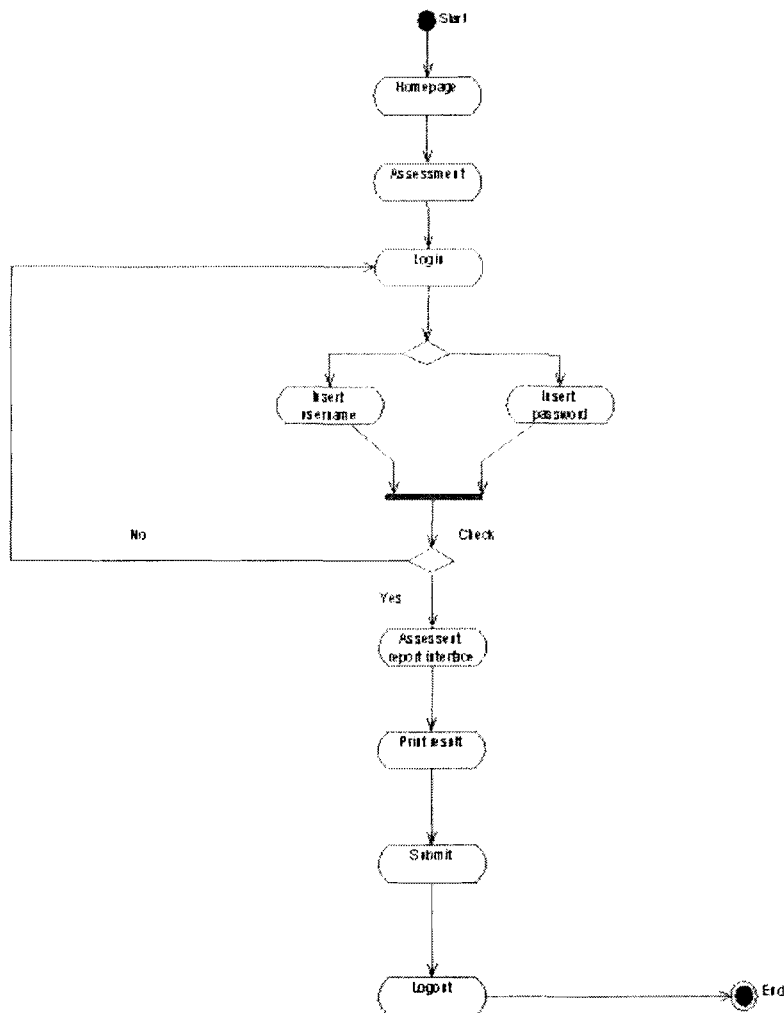 Start
Homepage
Assessment
Login
Insert
username
Insert
password
No
Check
Yes
Assessent
report interface
Print result
Submit
Logout
End